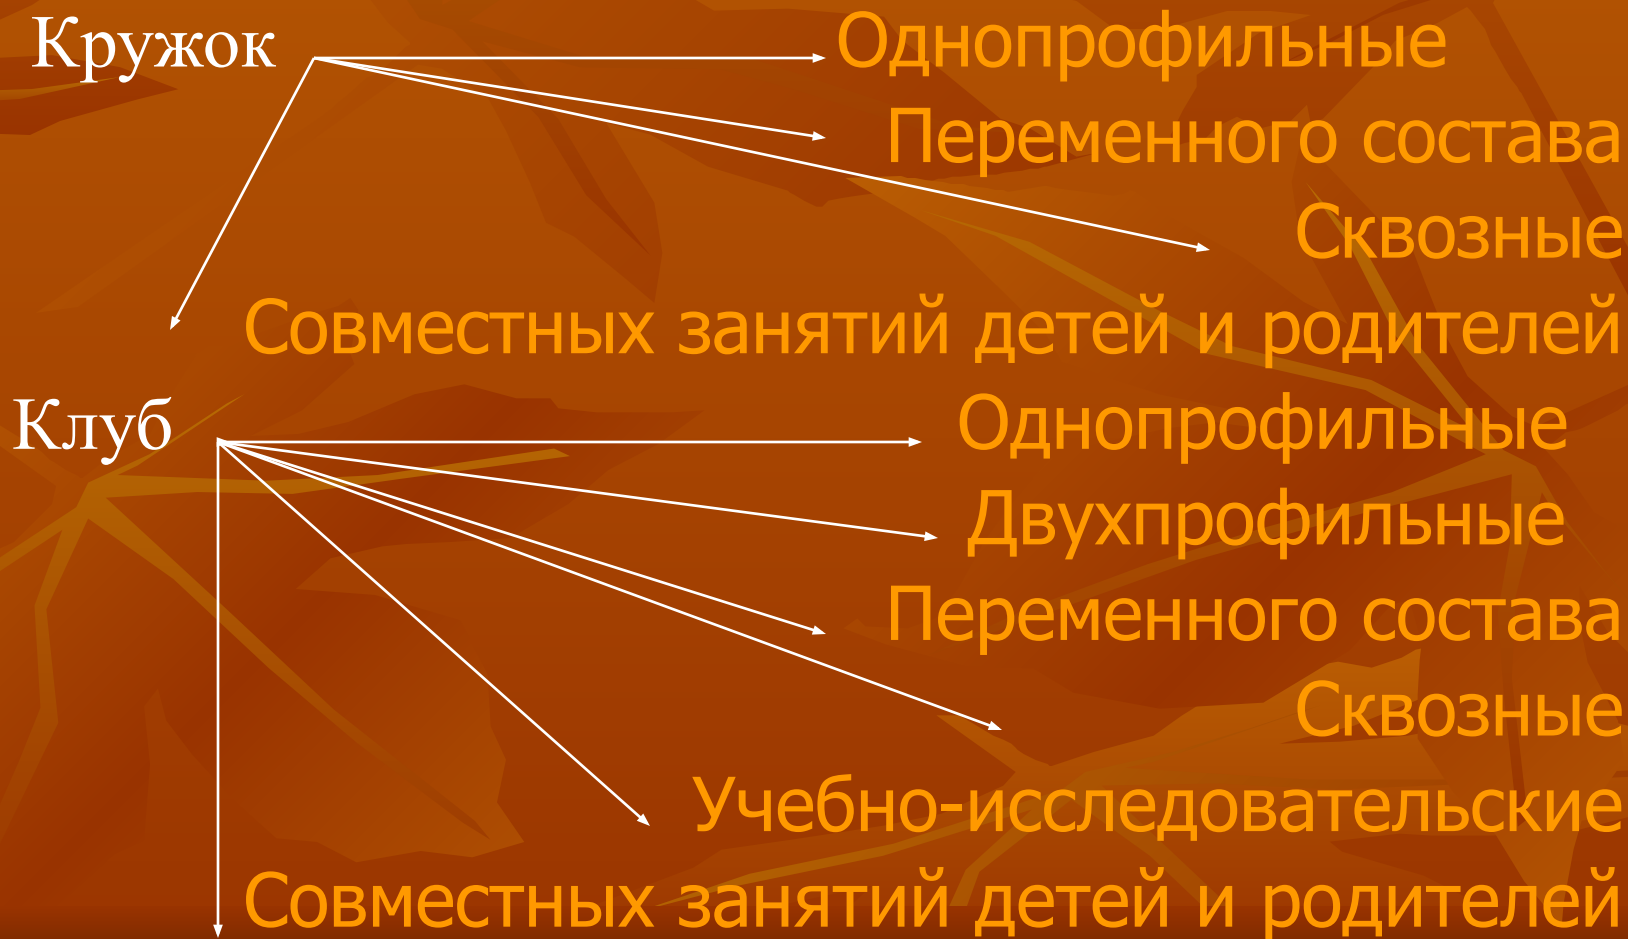 Кружок Однопрофильные
Переменного состава
Сквозные
Совместных занятий детей и родителей
Клуб Однопрофильные
Двухпрофильные
Переменного состава
Сквозные
Учебно-исследовательские
Совместных занятий детей и родителей